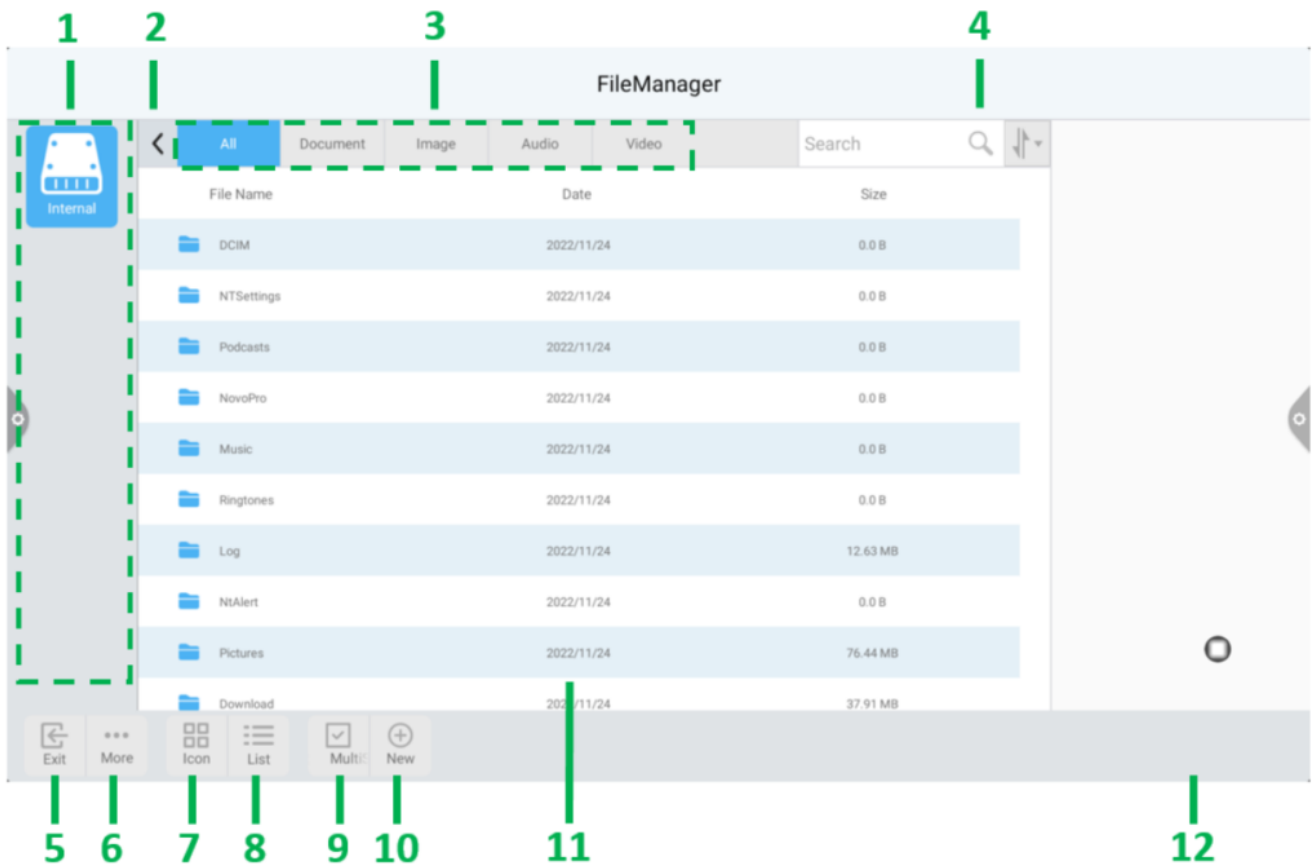 1 2 3 4
FileManager
All Document Image Audio Video Search
Internal
File Name Date Size
DCIM 2022/11/24 0.0 B
NTSettings 2022/11/24 0.0 B
Podcasts 2022/11/24 0.0 B
NovoPro 2022/11/24 0.0 B
Music 2022/11/24 0.0 B
Ringtones 2022/11/24 0.0 B
Log 2022/11/24 12.63 MB
NtAlert 2022/11/24 0.0 B
Pictures 2022/11/24 76.44 MB
Download 2022/11/24 37.91 MB
Exit More Icon List Multi New
5 6 7 8 9 10 11 12